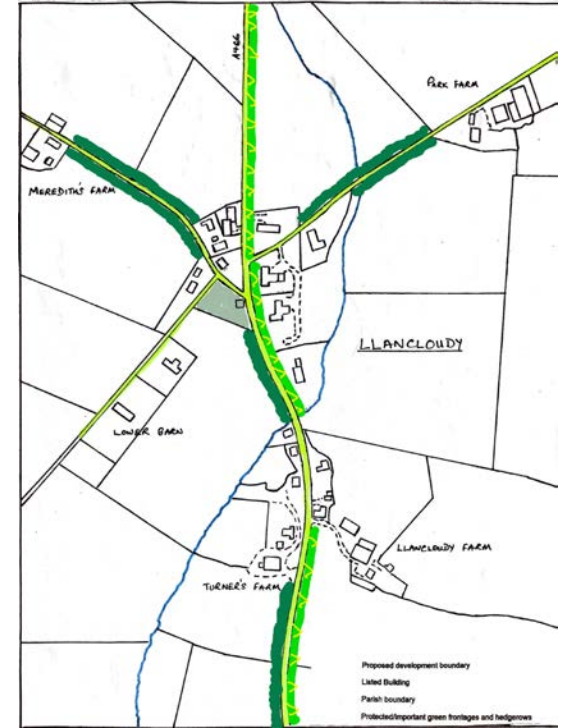 A466
PARK FARM
MEREDITH'S FARM
LLANCLOUDY
LOWER BARN
LLANCLOUDY FARM
TURNER'S FARM
Proposed development boundary
Listed Building
Parish boundary
Protected/important green frontages and hedgerows